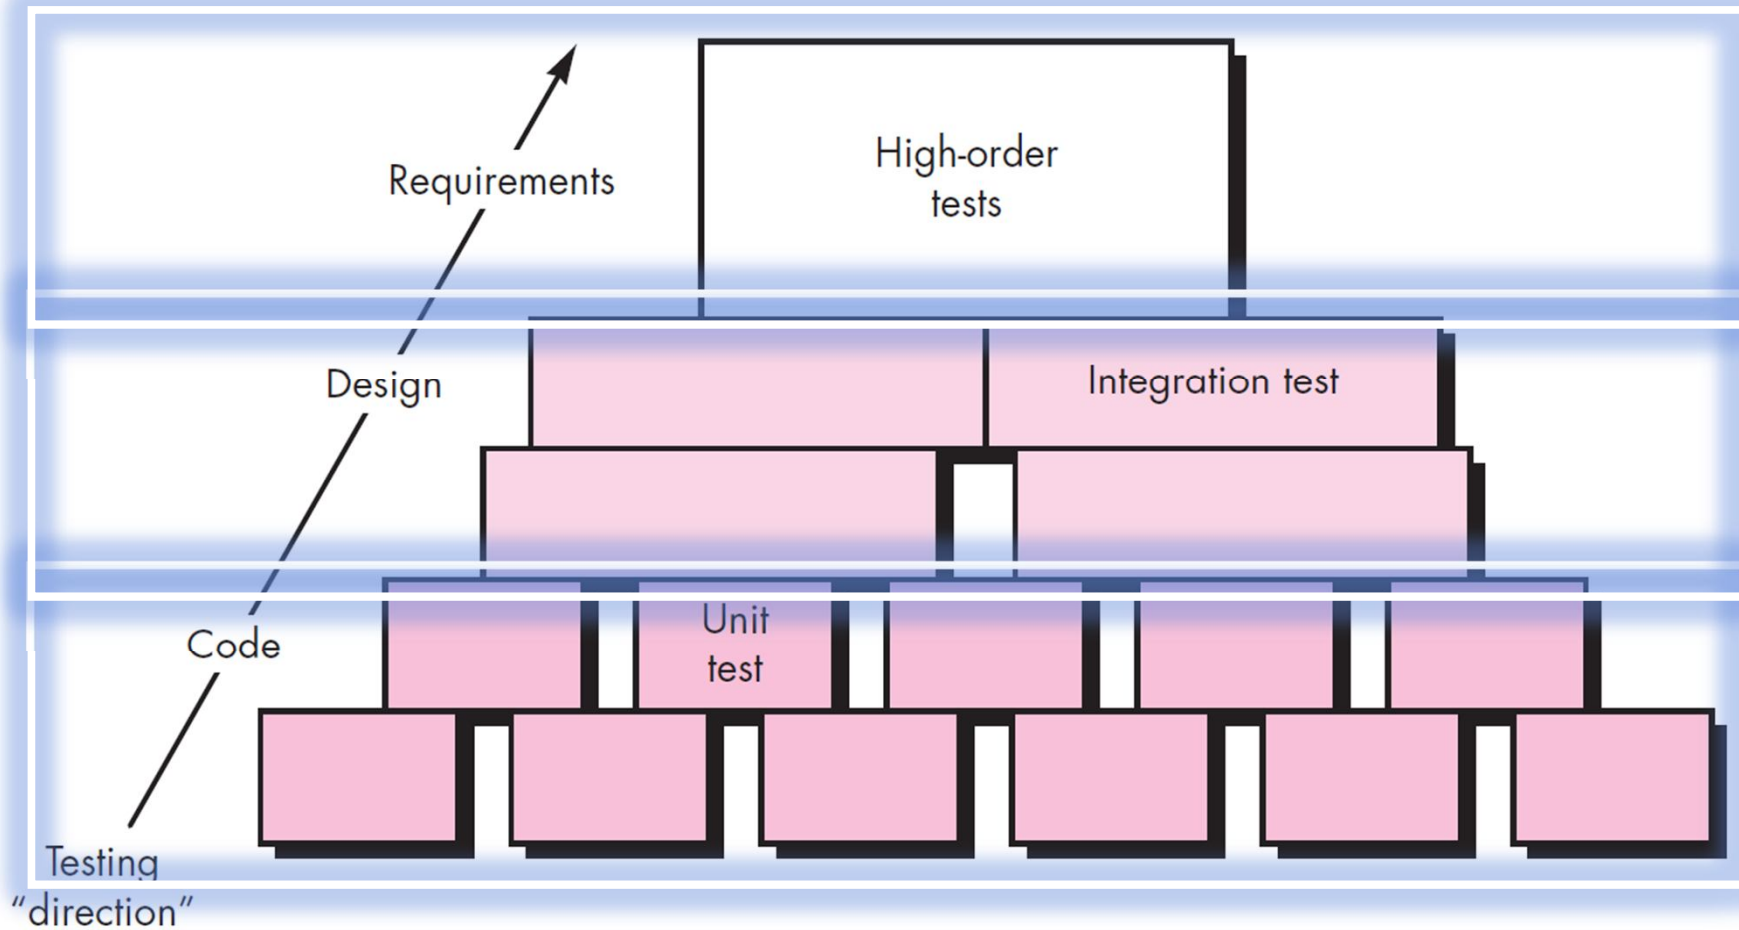 High-order
tests
Requirements
Integration test
Design
Unit
test
Code
Testing
“direction”